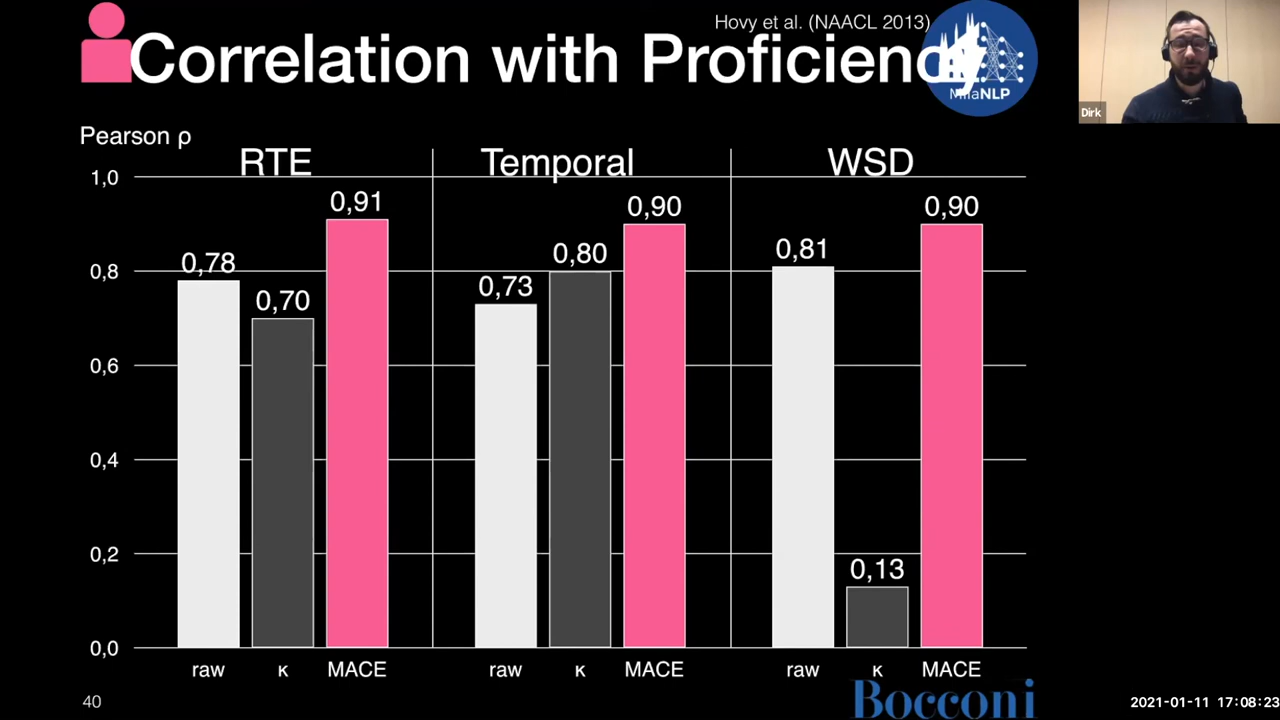 Hovy et al. (NAACL 2013)
Correlation with Proficiency
MilaNLP
Dirk
Pearson ρ
RTE Temporal WSD
1,0
0,8
0,6
0,4
0,2
0,0
0,78 0,70 0,91
0,73 0,80 0,90
0,81 0,13 0,90
raw κ MACE raw κ MACE raw κ MACE
40
Bocconi
2021-01-11 17:08:23